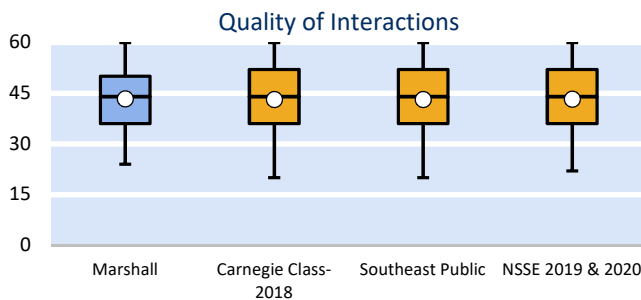 Quality of Interactions
60
45
30
15
0
Marshall
Carnegie Class-
2018
Southeast Public
NSSE 2019 & 2020